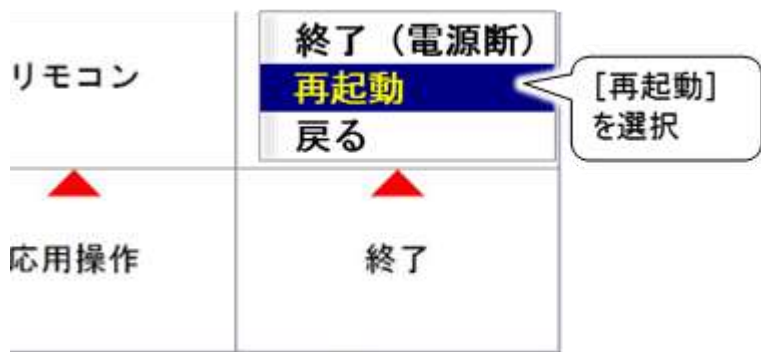 終了（電源断）
リモコン
再起動
戻る
［再起動］
を選択
応用操作
終了